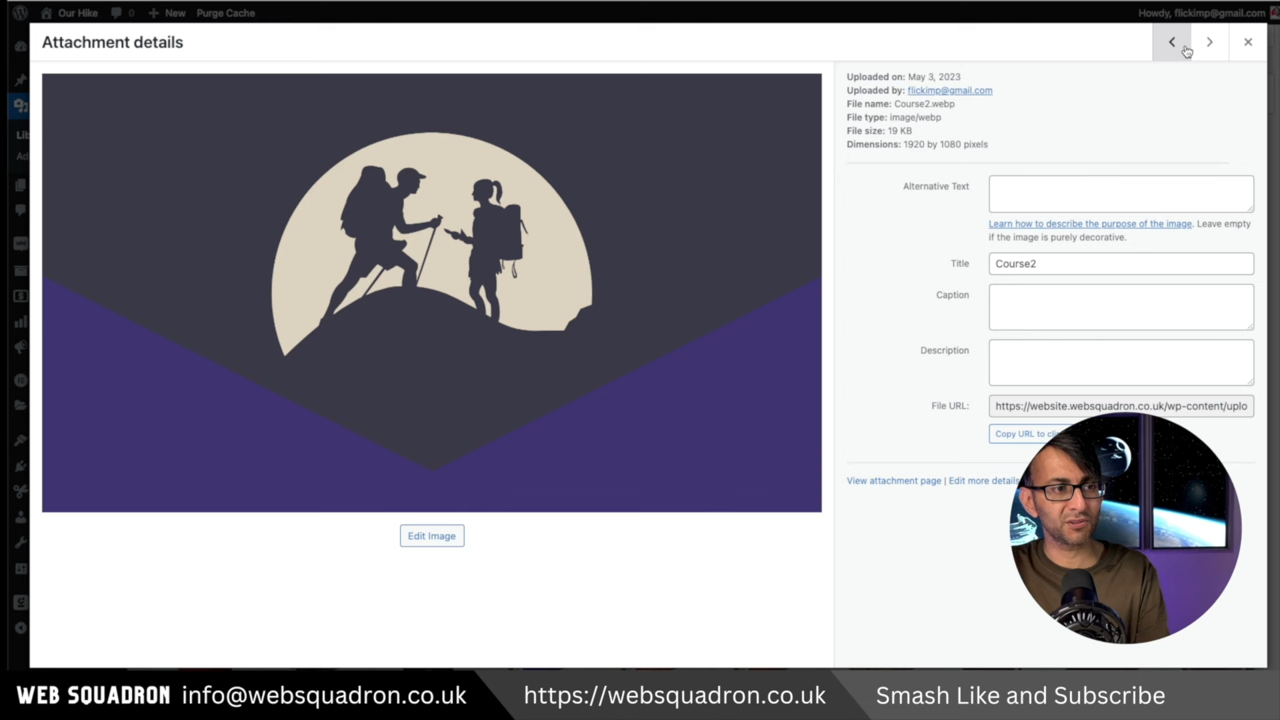 Our Hike 0 New Purge Cache Howdy, flickimp@gmail.com
Attachment details
Uploaded on: May 3, 2023
Uploaded by: flickimp@gmail.com
File name: Course2.webp
File type: image/webp
File size: 19 KB
Dimensions: 1920 by 1080 pixels
Alternative Text
Learn how to describe the purpose of the image. Leave empty
if the image is purely decorative.
Title Course2
Caption
Description
File URL: https://website.websquadron.co.uk/wp-content/uplo
Copy URL to
View attachment page | Edit more details
Edit Image
WEB SQUADRON info@websquadron.co.uk https://websquadron.co.uk Smash Like and Subscribe